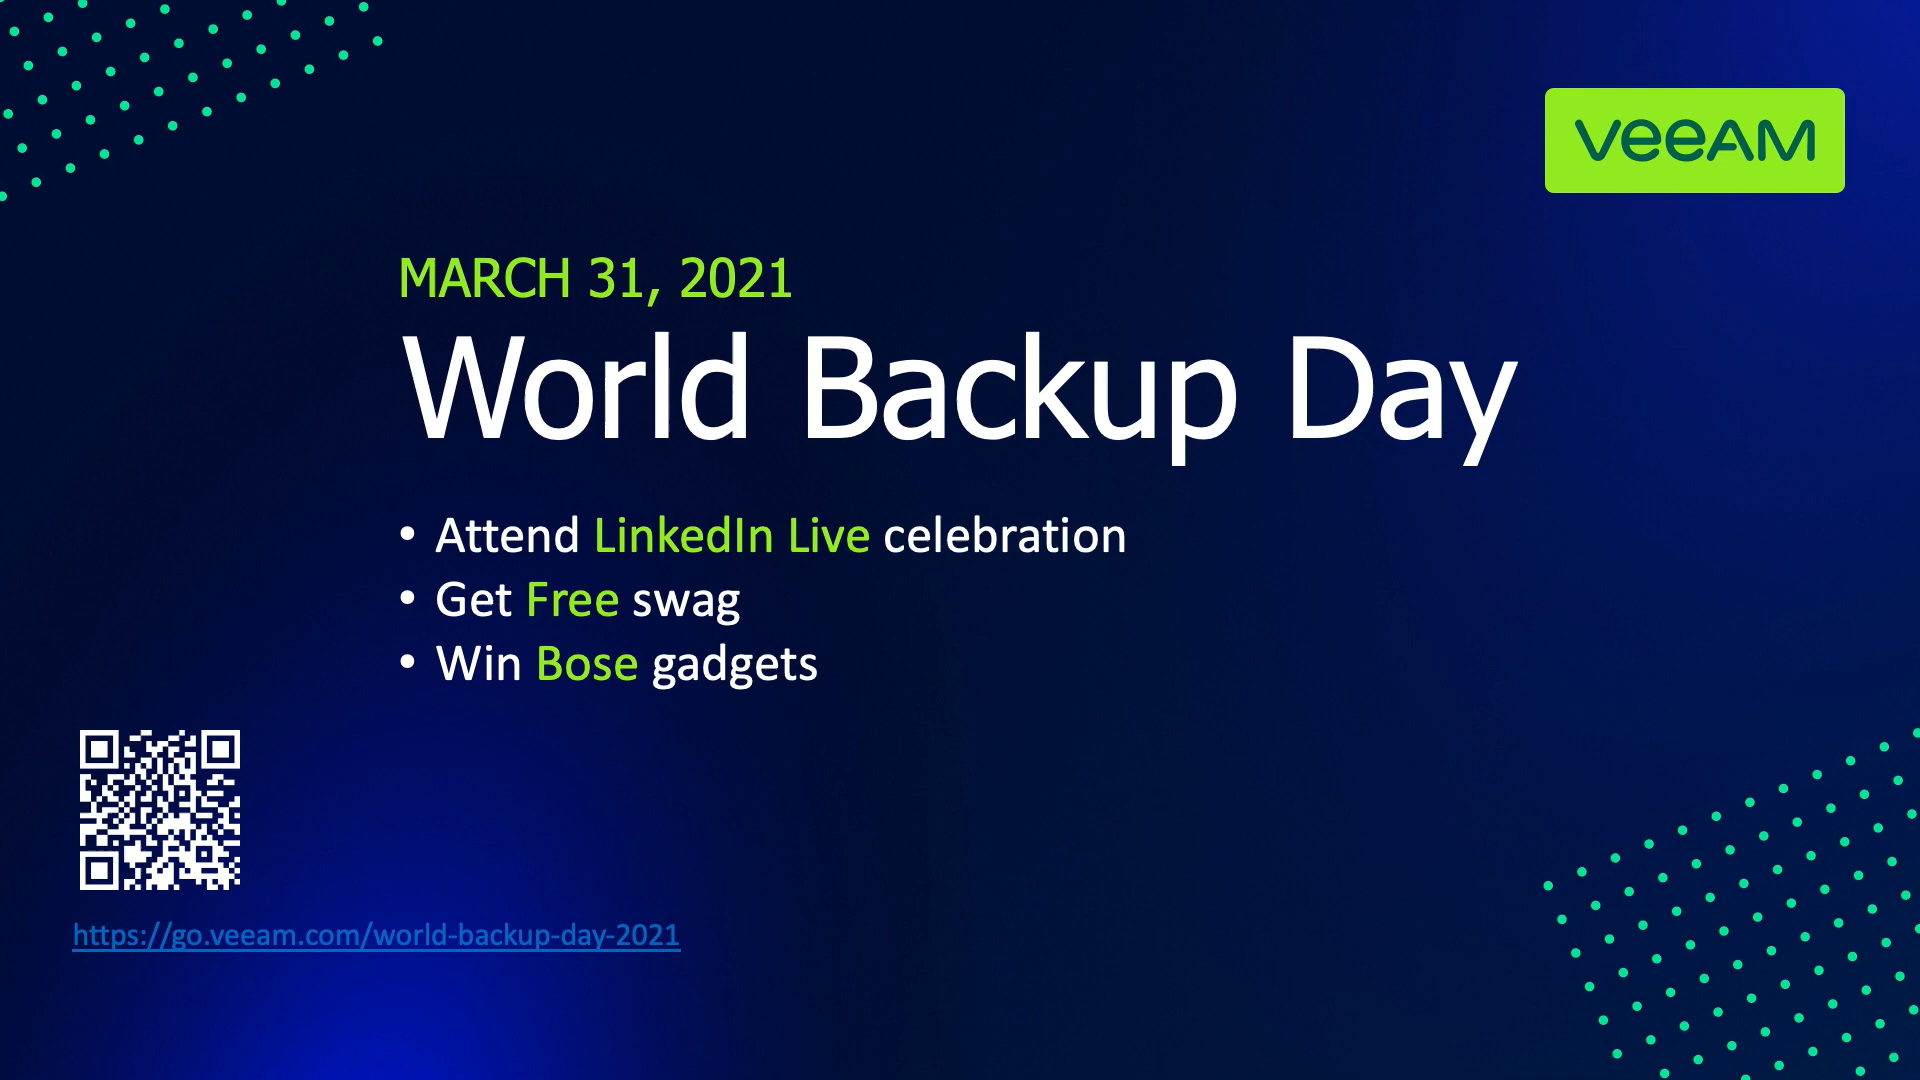 VEEAM
MARCH 31, 2021
World Backup Day
• Attend LinkedIn Live celebration
• Get Free swag
• Win Bose gadgets
https://go.veeam.com/world-backup-day-2021